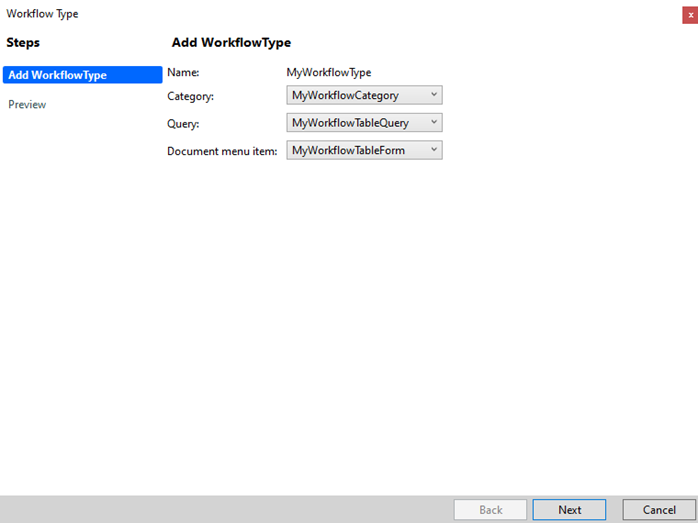 Workflow Type
x
Steps
Add WorkflowType
Add WorkflowType
Name: MyWorkflowType
Category: MyWorkflowCategory
Preview
Query: MyWorkflowTableQuery
Document menu item: MyWorkflowTableForm
Back Next Cancel